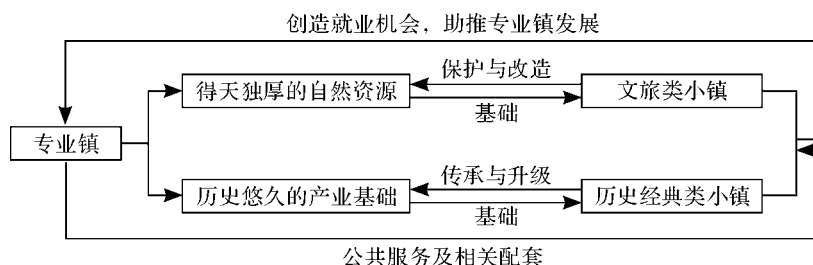 创造就业机会，助推专业镇发展
保护与改造
得天独厚的自然资源
文旅类小镇
基础
专业镇
传承与升级
历史悠久的产业基础
历史经典类小镇
基础
公共服务及相关配套